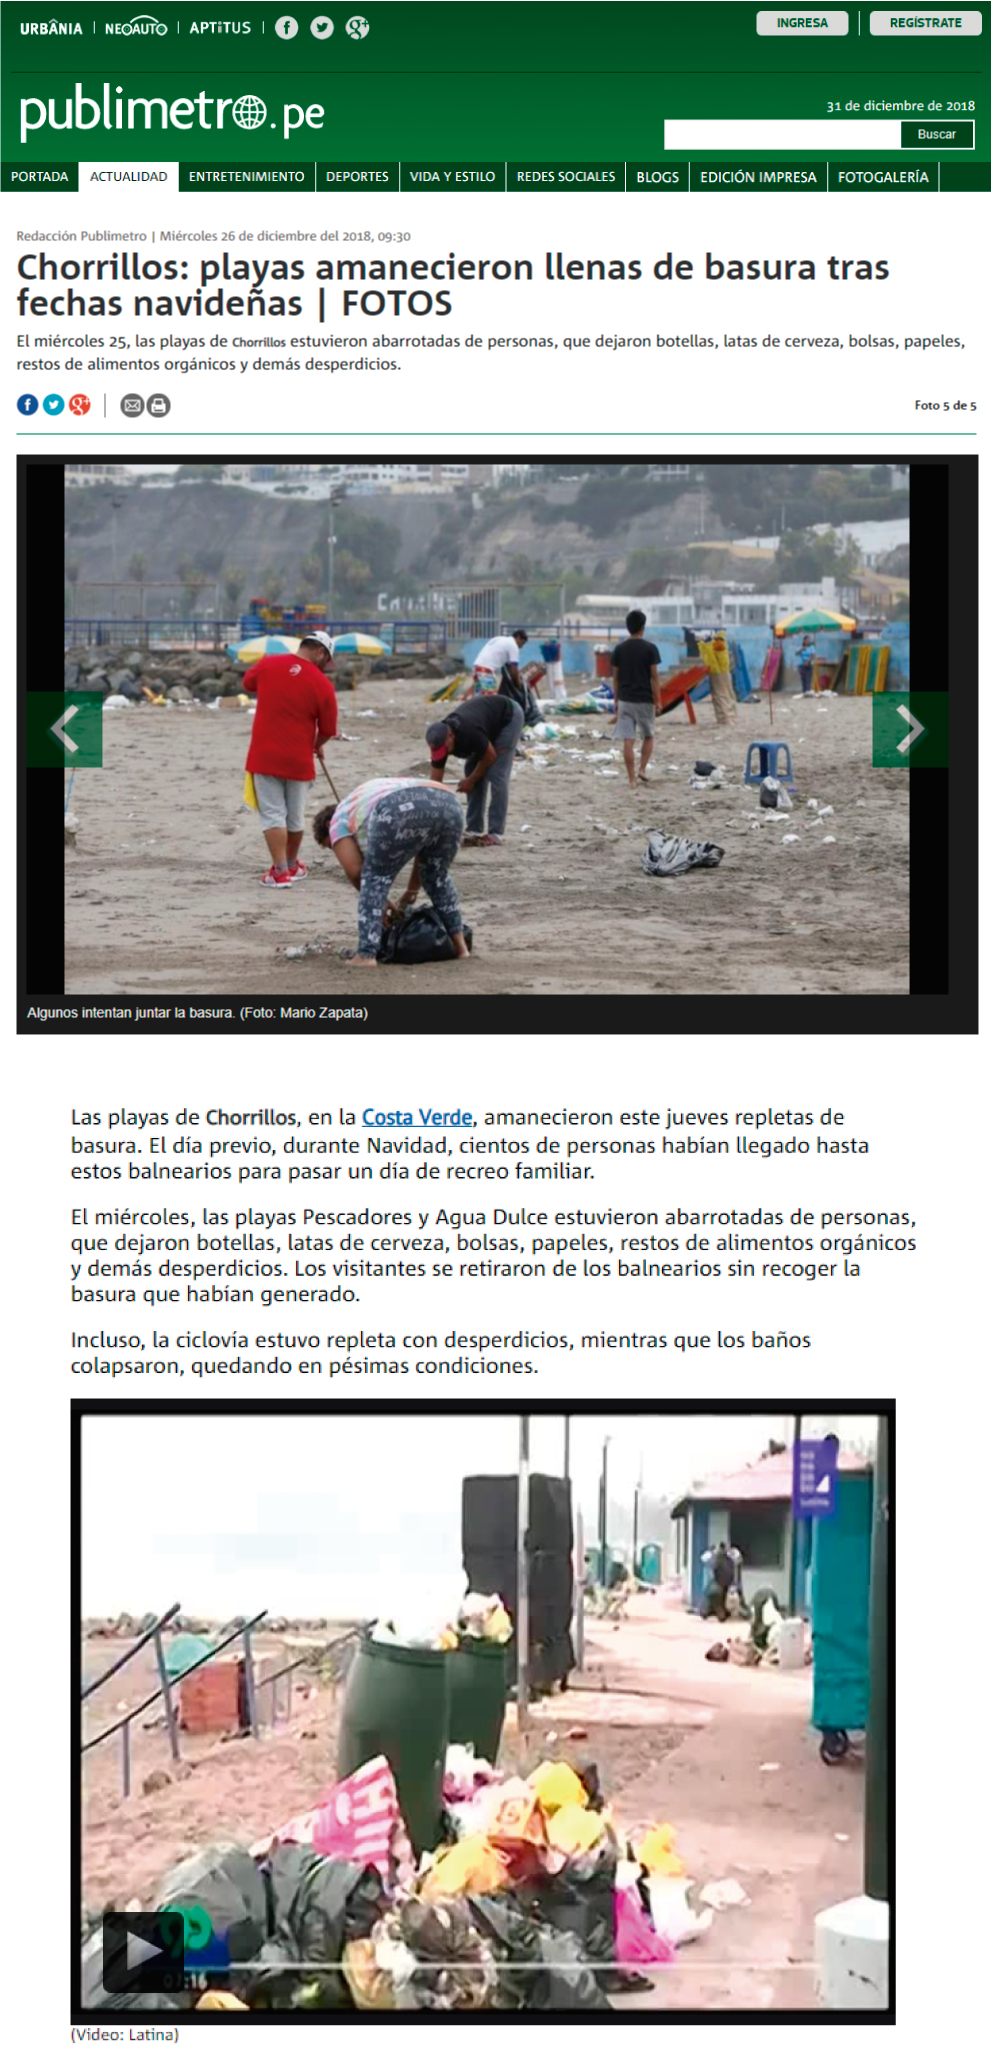 URBANIA | NEOAUTO | APTiTUS |
INGRESA
REGÍSTRATE
publimetro.pe
31 de diciembre de 2018
Buscar
PORTADA
ACTUALIDAD
ENTRETENIMIENTO
DEPORTES
VIDA Y ESTILO
REDES SOCIALES
BLOGS
EDICIÓN IMPRESA
FOTOGALERÍA
Redacción Publimetro | Miércoles 26 de diciembre del 2018, 09:30
Chorrillos: playas amanecieron llenas de basura tras
fechas navideñas | FOTOS
El miércoles 25, las playas de Chorrillos estuvieron abarrotadas de personas, que dejaron botellas, latas de cerveza, bolsas, papeles,
restos de alimentos orgánicos y demás desperdicios.
Foto 5 de 5
Algunos intentan juntar la basura. (Foto: Mario Zapata)
Las playas de Chorrillos, en la Costa Verde, amanecieron este jueves repletas de
basura. El día previo, durante Navidad, cientos de personas habían llegado hasta
estos balnearios para pasar un día de recreo familiar.
El miércoles, las playas Pescadores y Agua Dulce estuvieron abarrotadas de personas,
que dejaron botellas, latas de cerveza, bolsas, papeles, restos de alimentos orgánicos
y demás desperdicios. Los visitantes se retiraron de los balnearios sin recoger la
basura que habían generado.
Incluso, la ciclovía estuvo repleta con desperdicios, mientras que los baños
colapsaron, quedando en pésimas condiciones.
Latina
07:16
(Video: Latina)